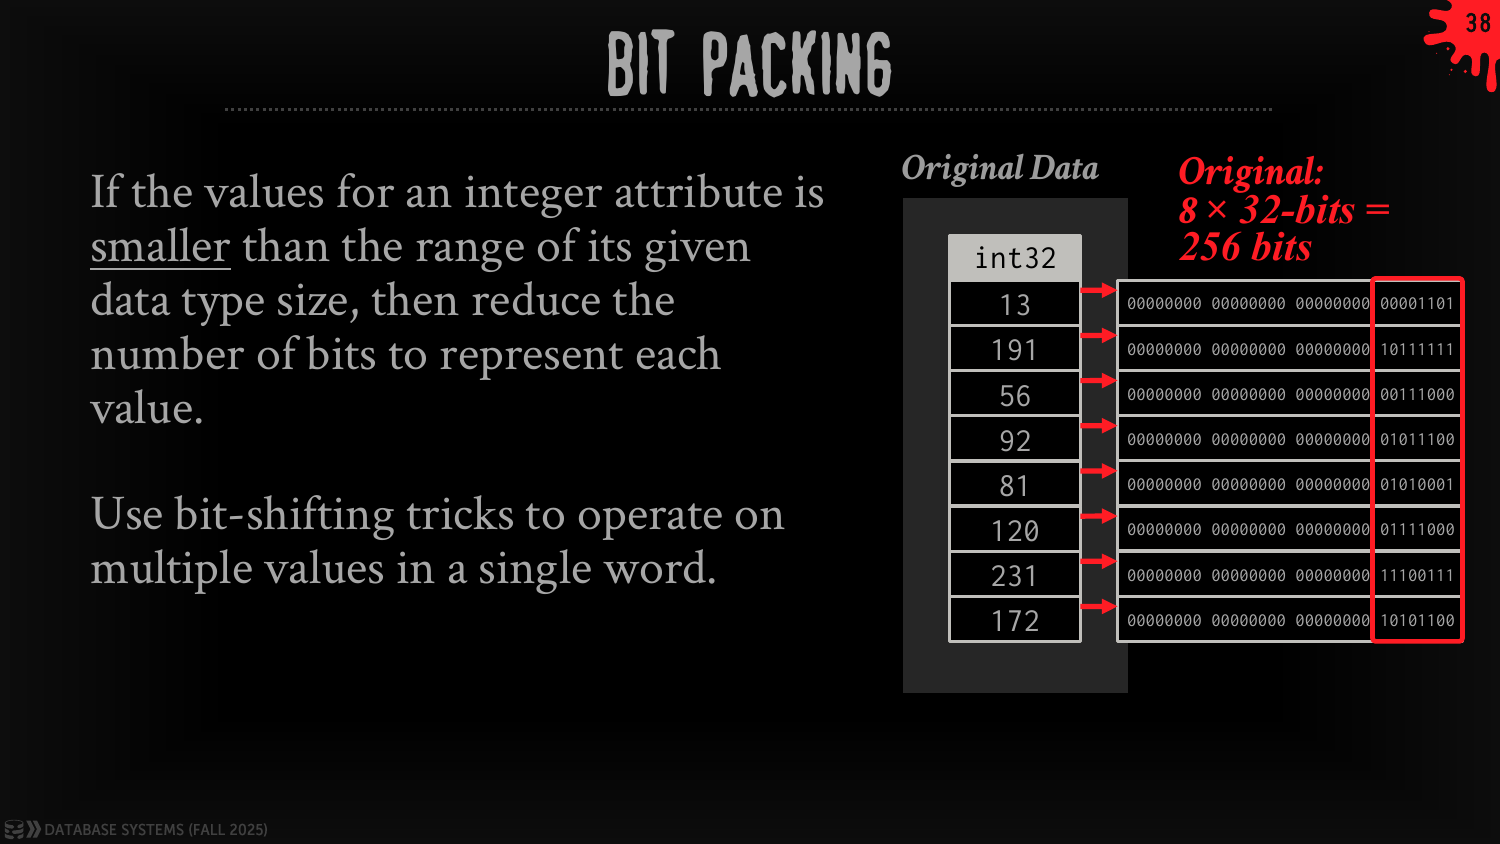 38
BIT PACKING
If the values for an integer attribute is
smaller than the range of its given
data type size, then reduce the
number of bits to represent each
value.
Use bit-shifting tricks to operate on
multiple values in a single word.
Original Data
Original:
8 × 32-bits =
256 bits
int32
13 00000000 00000000 00000000 00001101
191 00000000 00000000 00000000 10111111
56 00000000 00000000 00000000 00111000
92 00000000 00000000 00000000 01011100
81 00000000 00000000 00000000 01010001
120 00000000 00000000 00000000 01111000
231 00000000 00000000 00000000 11100111
172 00000000 00000000 00000000 10101100
DATABASE SYSTEMS (FALL 2025)